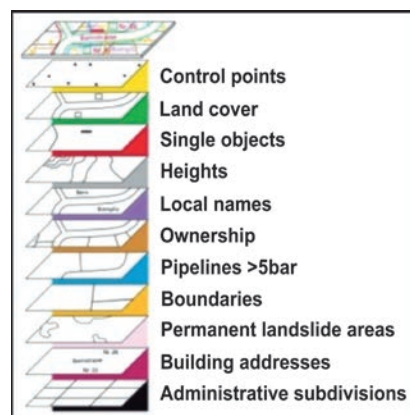 Control points
Land cover
Single objects
Heights
Local names
Ownership
Pipelines >5bar
Boundaries
Permanent landslide areas
Building addresses
Administrative subdivisions